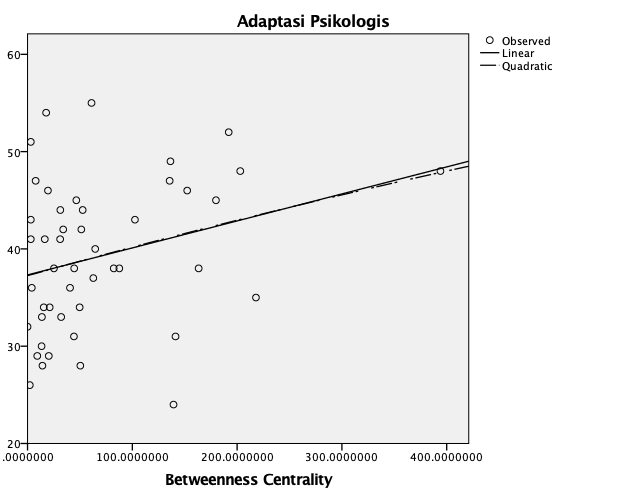 Adaptasi Psikologis
Observed
Linear
Quadratic
60
50
40
30
20
.0000000 100.0000000 200.0000000 300.0000000 400.0000000
Betweenness Centrality